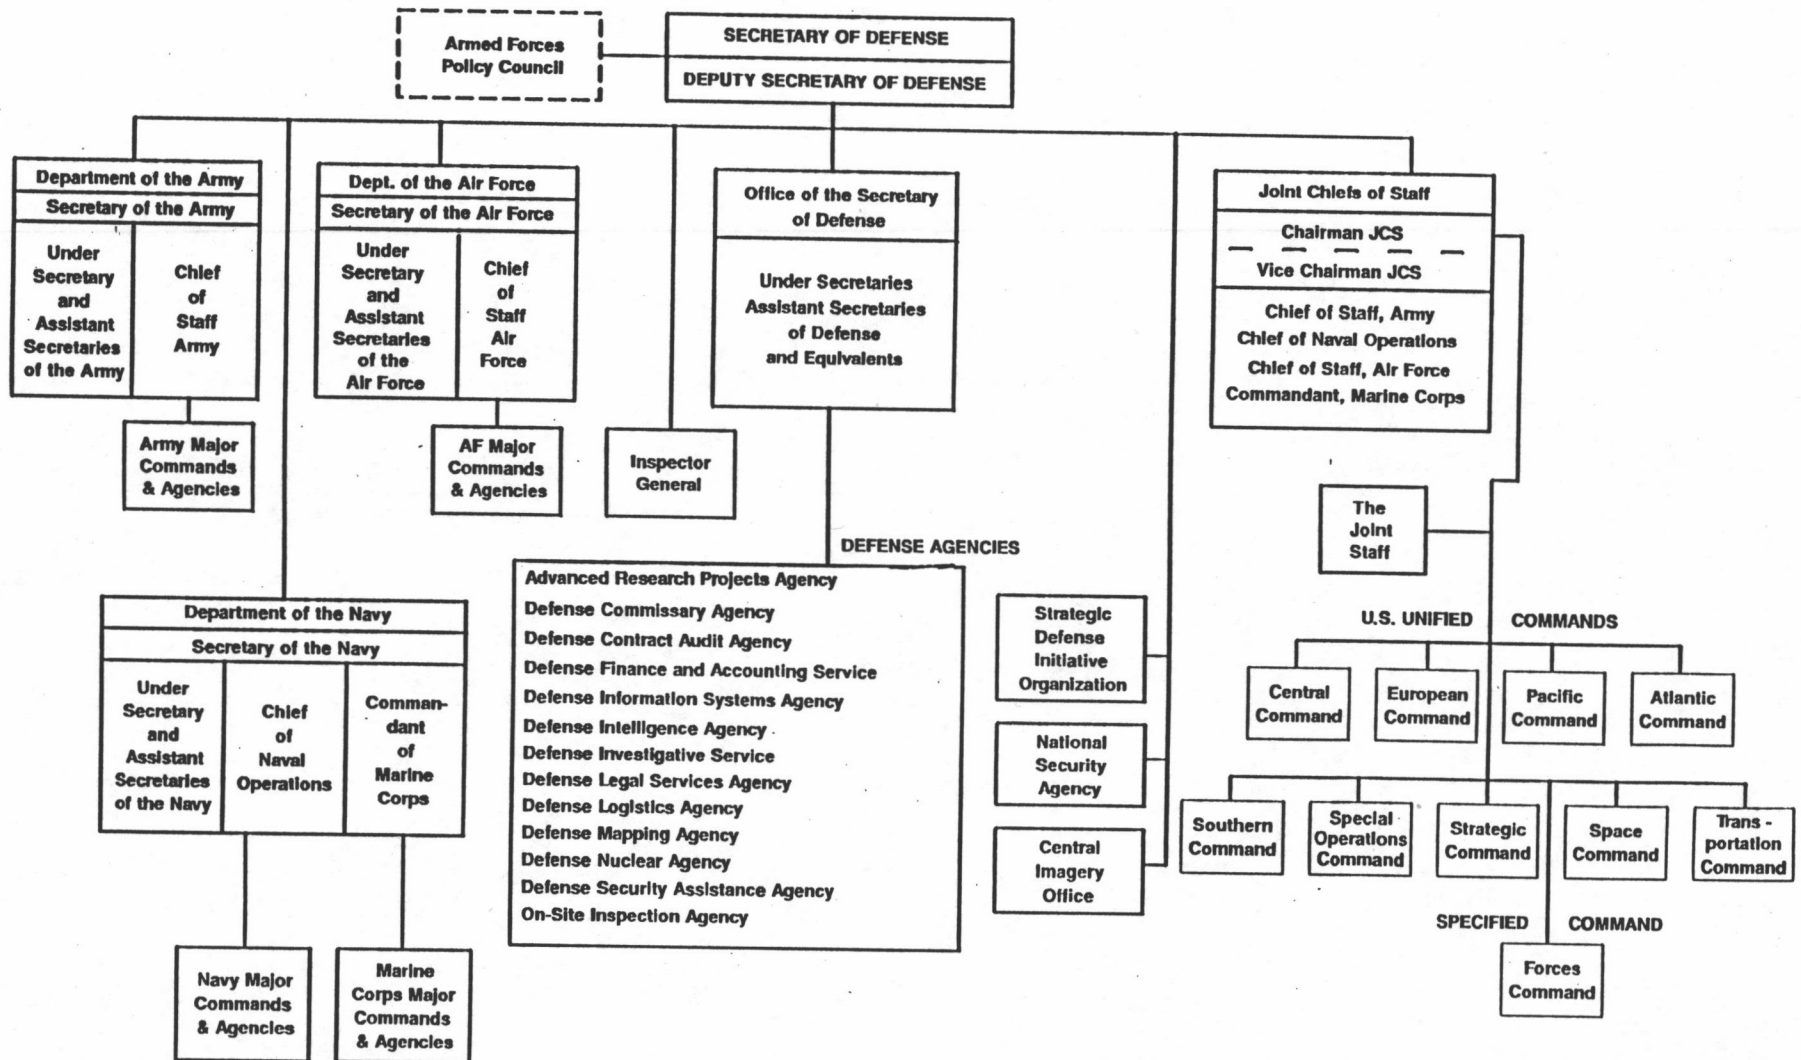 Armed Forces
Policy Council
SECRETARY OF DEFENSE
DEPUTY SECRETARY OF DEFENSE
Department of the Army
Secretary of the Army
Under
Secretary
and
Assistant
Secretaries
of the Army
Chief
of
Staff
Army
Army Major
Commands
& Agencies
Dept. of the Air Force
Secretary of the Air Force
Under
Secretary
and
Assistant
Secretaries
of the
Air Force
Chief
of
Staff
Air
Force
AF Major
Commands
& Agencies
Inspector
General
Office of the Secretary
of Defense
Under Secretaries
Assistant Secretaries
of Defense
and Equivalents
Joint Chiefs of Staff
Chairman JCS
Vice Chairman JCS
Chief of Staff, Army
Chief of Naval Operations
Chief of Staff, Air Force
Commandant, Marine Corps
The
Joint
Staff
Department of the Navy
Secretary of the Navy
Under
Secretary
and
Assistant
Secretaries
of the Navy
Chief
of
Naval
Operations
Comman-
dant
of
Marine
Corps
Navy Major
Commands
& Agencies
Marine
Corps Major
Commands
& Agencies
DEFENSE AGENCIES
Advanced Research Projects Agency
Defense Commissary Agency
Defense Contract Audit Agency
Defense Finance and Accounting Service
Defense Information Systems Agency
Defense Intelligence Agency
Defense Investigative Service
Defense Legal Services Agency
Defense Logistics Agency
Defense Mapping Agency
Defense Nuclear Agency
Defense Security Assistance Agency
On-Site Inspection Agency
Strategic
Defense
Initiative
Organization
National
Security
Agency
Central
Imagery
Office
U.S. UNIFIED COMMANDS
Central
Command
European
Command
Pacific
Command
Atlantic
Command
Southern
Command
Special
Operations
Command
Strategic
Command
Space
Command
Trans -
portation
Command
SPECIFIED COMMAND
Forces
Command